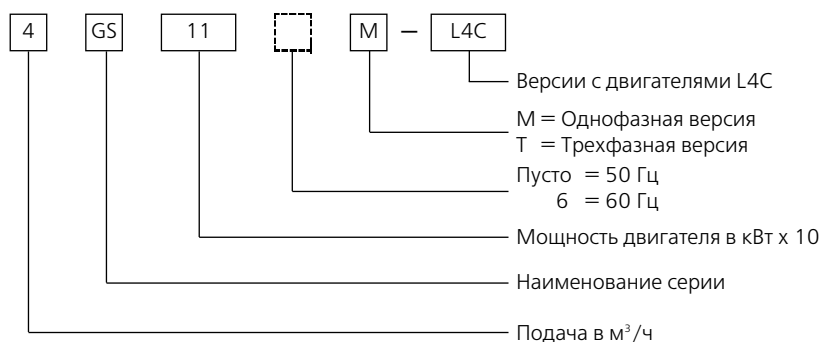 4 GS 11 M – L4C
Версии с двигателями L4C
М = Однофазная версия
Т = Трехфазная версия
Пусто = 50 Гц
6 = 60 Гц
Мощность двигателя в кВт x 10
Наименование серии
Подача в м³/ч